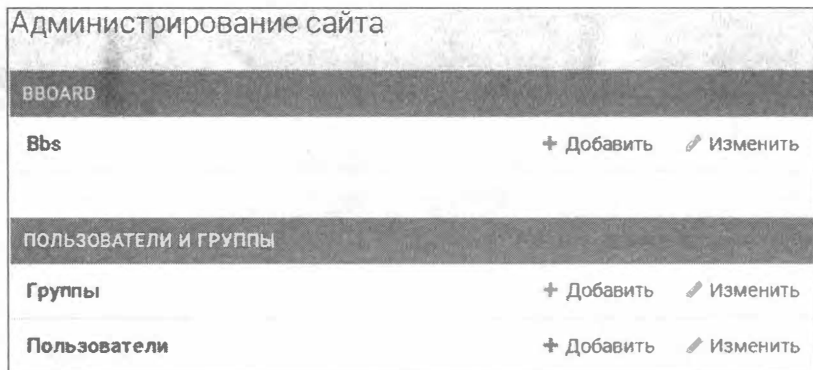 Администрирование сайта
BBOARD
Bbs + Добавить Изменить
ПОЛЬЗОВАТЕЛИ И ГРУППЫ
Группы + Добавить Изменить
Пользователи + Добавить Изменить